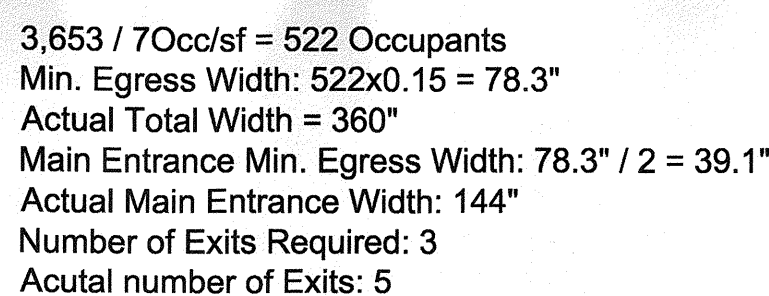 3,653 / 7Occ/sf = 522 Occupants
Min. Egress Width: 522x0.15 = 78.3"
Actual Total Width = 360"
Main Entrance Min. Egress Width: 78.3" / 2 = 39.1"
Actual Main Entrance Width: 144"
Number of Exits Required: 3
Acutal number of Exits: 5